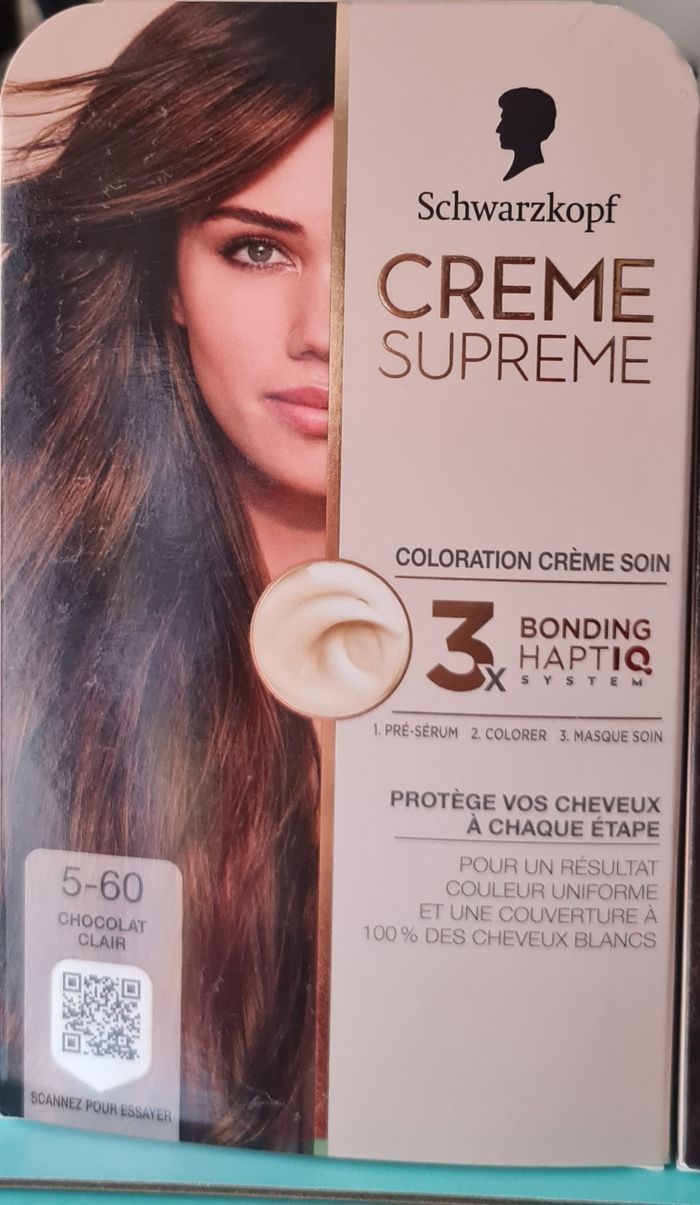 Schwarzkopf
CREME
SUPREME
COLORATION CRÈME SOIN
3x BONDING
HAPTIQ
SYSTEM
1. PRÉ-SÉRUM 2. COLORER 3. MASQUE SOIN
PROTÈGE VOS CHEVEUX
À CHAQUE ÉTAPE
POUR UN RÉSULTAT
COULEUR UNIFORME
ET UNE COUVERTURE À
100 % DES CHEVEUX BLANCS
5-60
CHOCOLAT
CLAIR
SCANNEZ POUR ESSAYER